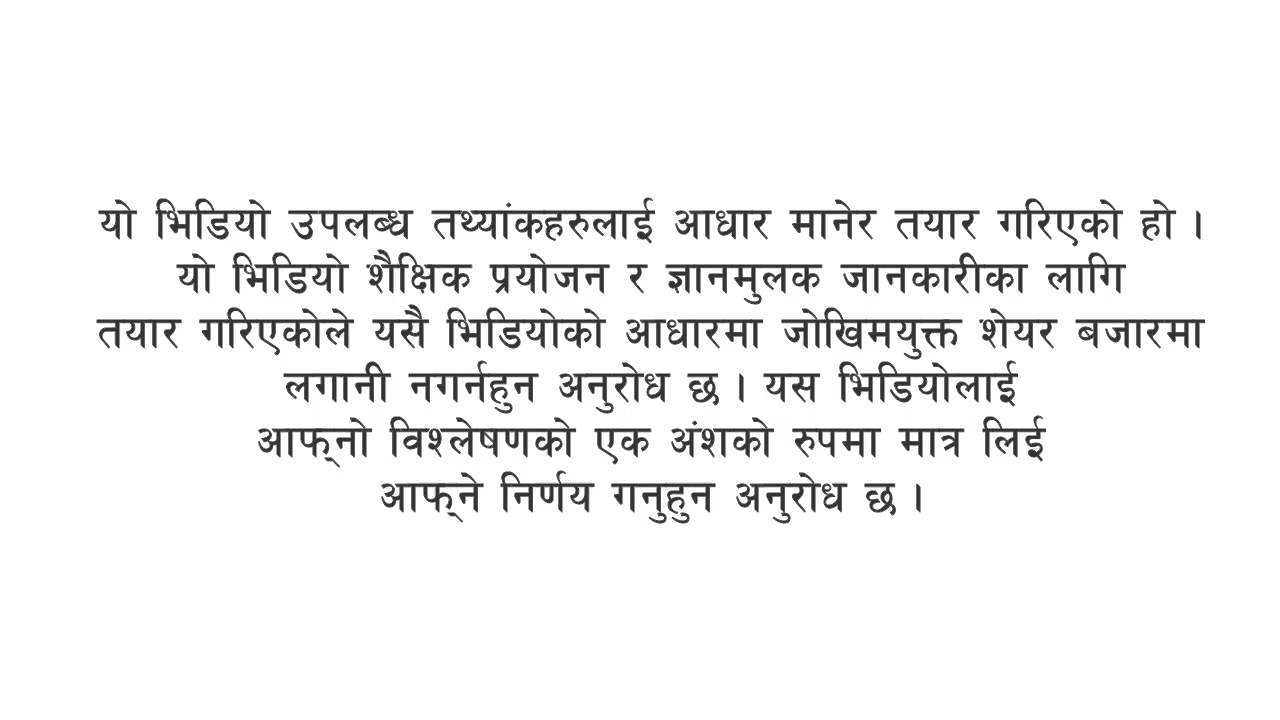 यो भिडियो उपलब्ध तथ्यांकहरुलाई आधार मानेर तयार गरिएको हो ।
यो भिडियो शैक्षिक प्रयोजन र ज्ञानमुलक जानकारीका लागि
तयार गरिएकोले यसै भिडियोको आधारमा जोखिमयुक्त शेयर बजारमा
लगानी नगर्नहुन अनुरोध छ । यस भिडियोलाई
आफ्‌नो विश्लेषणको एक अंशको रुपमा मात्र लिई
आफ्‌ने निर्णय गनुहुन अनुरोध छ ।